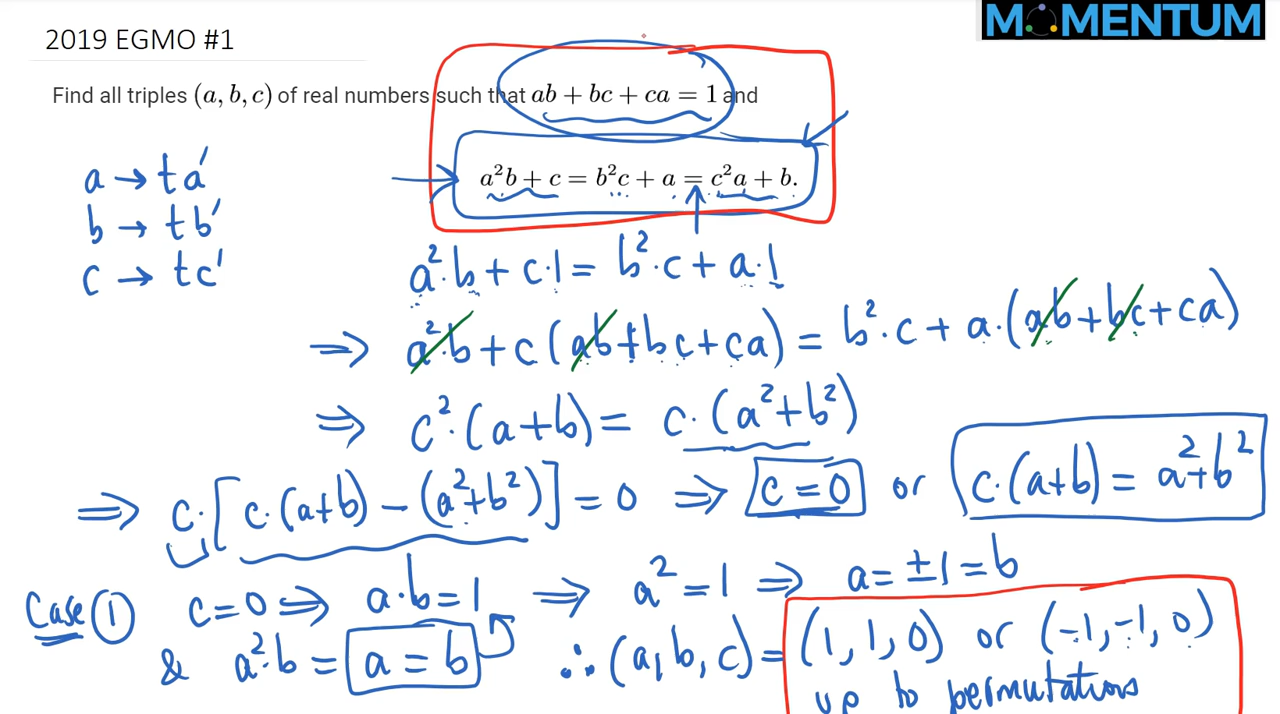 MOMENTUM
2019 EGMO #1
Find all triples (a, b, c) of real numbers such that ab + bc + ca = 1 and
a²b + c = b²c + a = c²a + b.
a → ta'
b → tb'
c → tc'
a²·b + c·1 = b²·c + a·1
⇒ a²·b + c(ab+bc+ca) = b²·c + a·(ab+bc+ca)
⇒ c²·(a+b) = c·(a²+b²)
⇒ c·[c·(a+b) − (a²+b²)] = 0 ⇒ c=0 or c·(a+b) = a²+b²
Case ① c=0 ⇒ a·b=1 ⇒ a²=1 ⇒ a=±1=b
& a²·b = a = b ∴ (a,b,c) = (1,1,0) or (-1,-1,0)
up to permutations